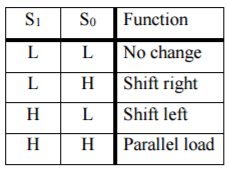 S1 S0 Function
L L No change
L H Shift right
H L Shift left
H H Parallel load